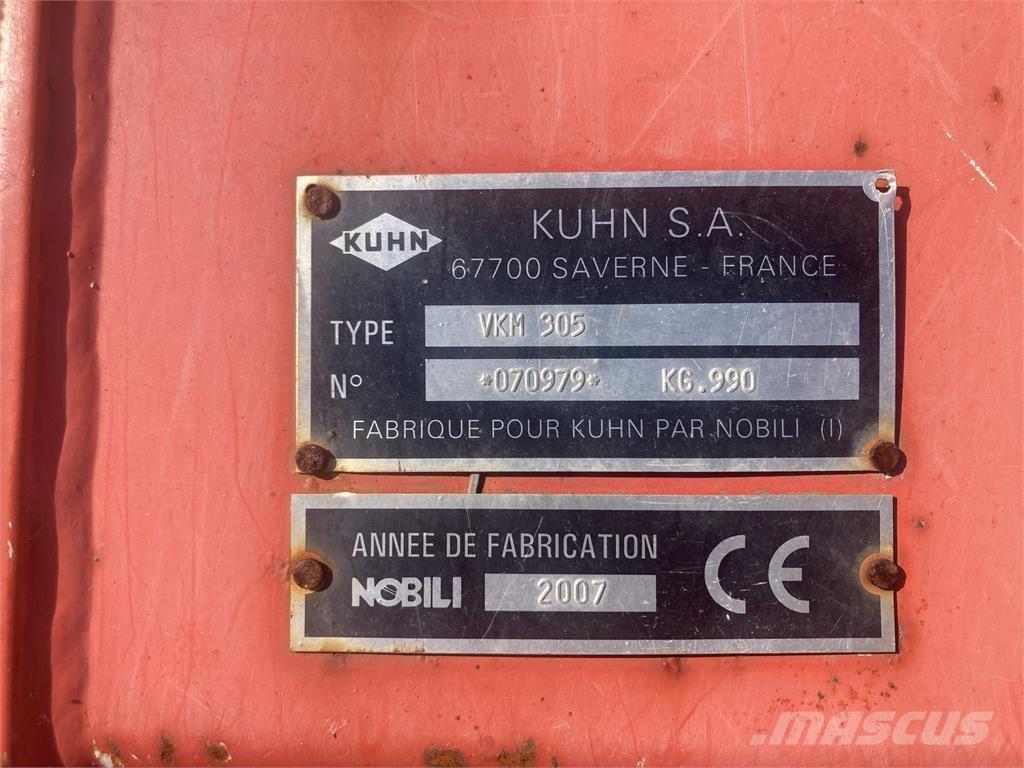 KUHN
KUHN S.A.
67700 SAVERNE - FRANCE
TYPE VKM 305
N° *070979* KG.990
FABRIQUE POUR KUHN PAR NOBILI (I)
ANNEE DE FABRICATION
NOBILI 2007
CE
MASCUS